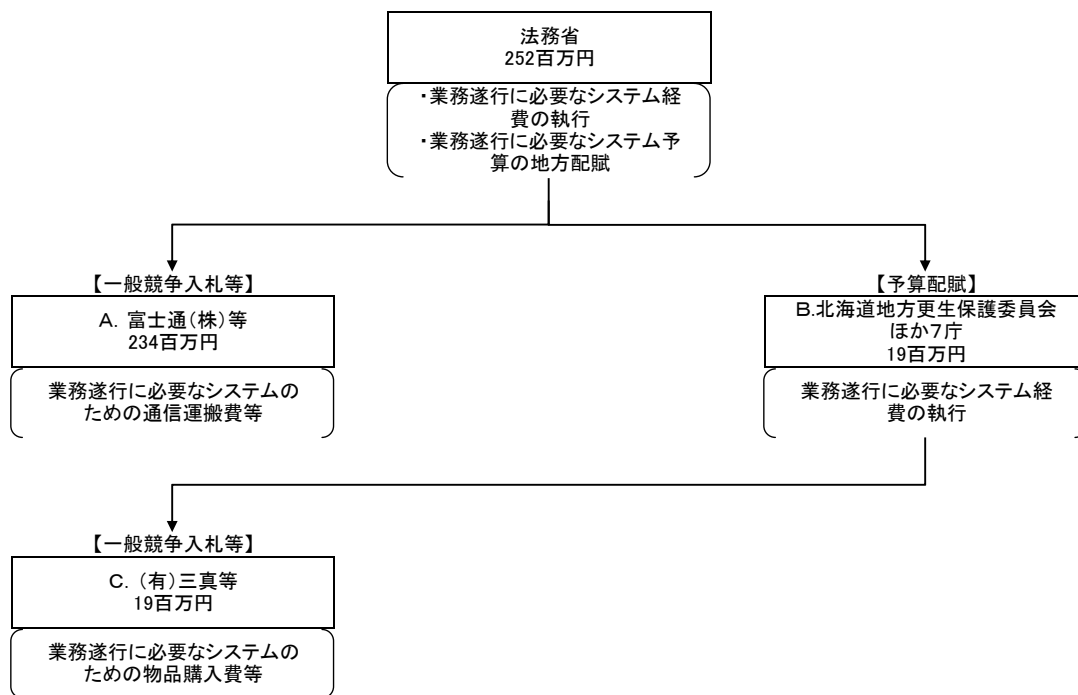 法務省
252百万円
・業務遂行に必要なシステム経
費の執行
・業務遂行に必要なシステム予
算の地方配賦
【一般競争入札等】
A. 富士通(株)等
234百万円
業務遂行に必要なシステムの
ための通信運搬費等
【予算配賦】
B.北海道地方更生保護委員会
ほか7庁
19百万円
業務遂行に必要なシステム経
費の執行
【一般競争入札等】
C. (有)三真等
19百万円
業務遂行に必要なシステムの
ための物品購入費等